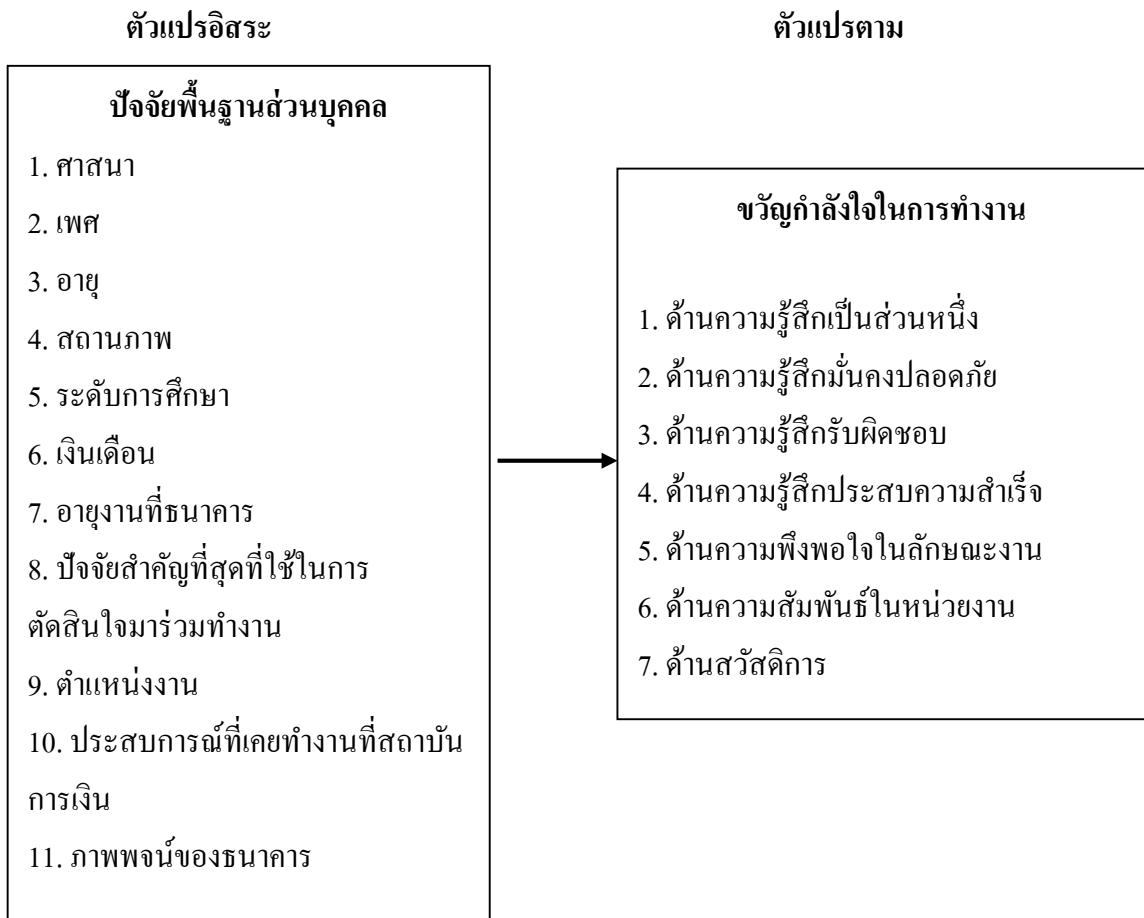 ตัวแปรอิสระ
ตัวแปรตาม
ปัจจัยพื้นฐานส่วนบุคคล
1. ศาสนา
2. เพศ
3. อายุ
4. สถานภาพ
5. ระดับการศึกษา
6. เงินเดือน
7. อายุงานที่ธนาคาร
8. ปัจจัยสำคัญที่สุดที่ใช้ในการ
ตัดสินใจมาร่วมทำงาน
9. ตำแหน่งงาน
10. ประสบการณ์ที่เคยทำงานที่สถาบัน
การเงิน
11. ภาพพจน์ของธนาคาร
ขวัญกำลังใจในการทำงาน
1. ด้านความรู้สึกเป็นส่วนหนึ่ง
2. ด้านความรู้สึกมั่นคงปลอดภัย
3. ด้านความรู้สึกรับผิดชอบ
4. ด้านความรู้สึกประสบความสำเร็จ
5. ด้านความพึงพอใจในลักษณะงาน
6. ด้านความสัมพันธ์ในหน่วยงาน
7. ด้านสวัสดิการ